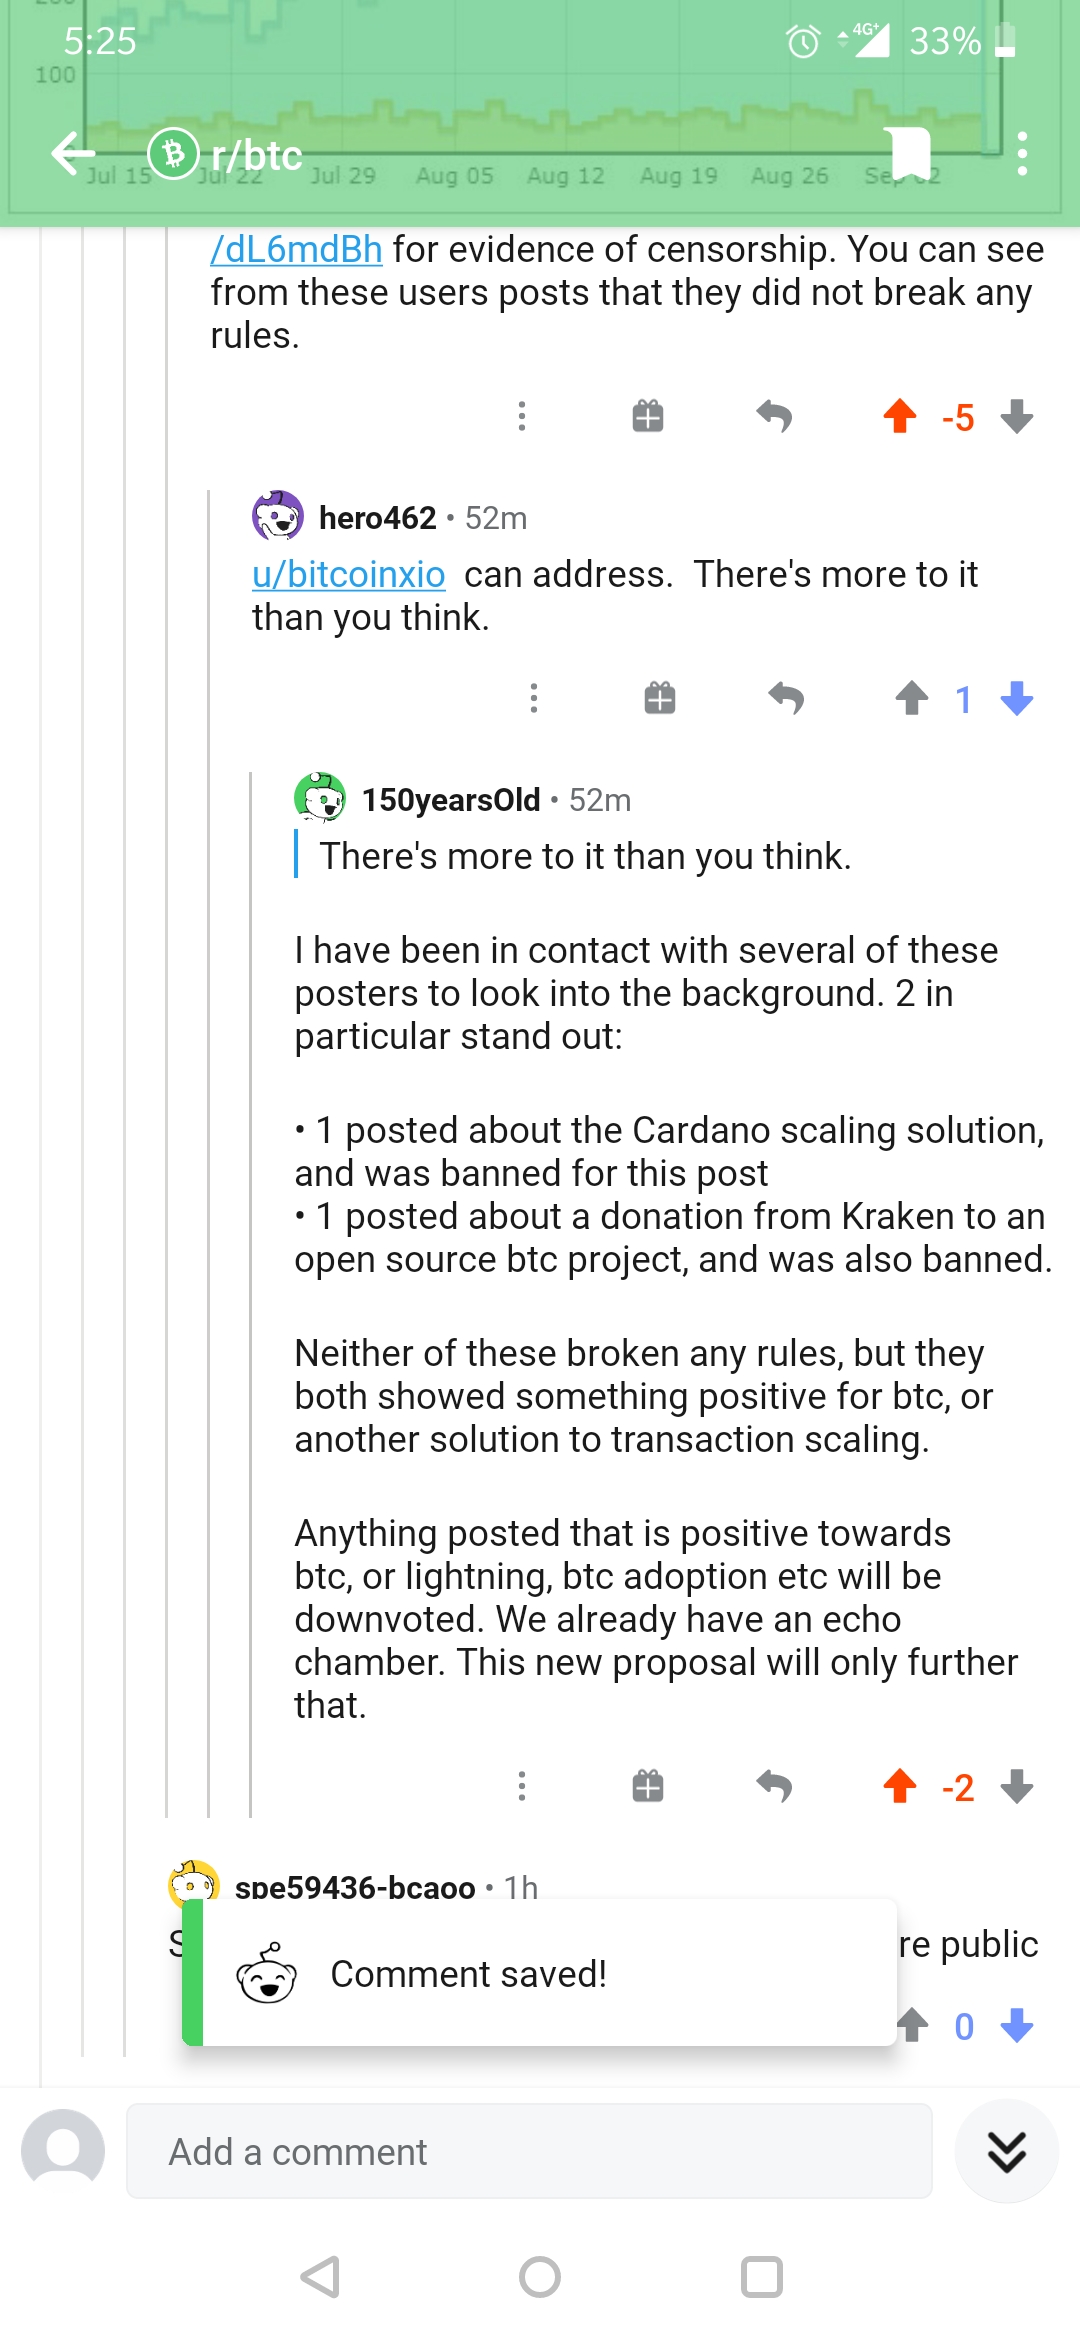 200
5:25
4G+
33%
100
r/btc
Jul 15 Jul 22 Jul 29 Aug 05 Aug 12 Aug 19 Aug 26 Sep 02
/dL6mdBh for evidence of censorship. You can see
from these users posts that they did not break any
rules.
-5
hero462 • 52m
u/bitcoinxio can address. There's more to it
than you think.
1
150yearsOld • 52m
There's more to it than you think.
I have been in contact with several of these
posters to look into the background. 2 in
particular stand out:
• 1 posted about the Cardano scaling solution,
and was banned for this post
• 1 posted about a donation from Kraken to an
open source btc project, and was also banned.
Neither of these broken any rules, but they
both showed something positive for btc, or
another solution to transaction scaling.
Anything posted that is positive towards
btc, or lightning, btc adoption etc will be
downvoted. We already have an echo
chamber. This new proposal will only further
that.
-2
spe59436-bcaoo • 1h
re public
Comment saved!
0
Add a comment